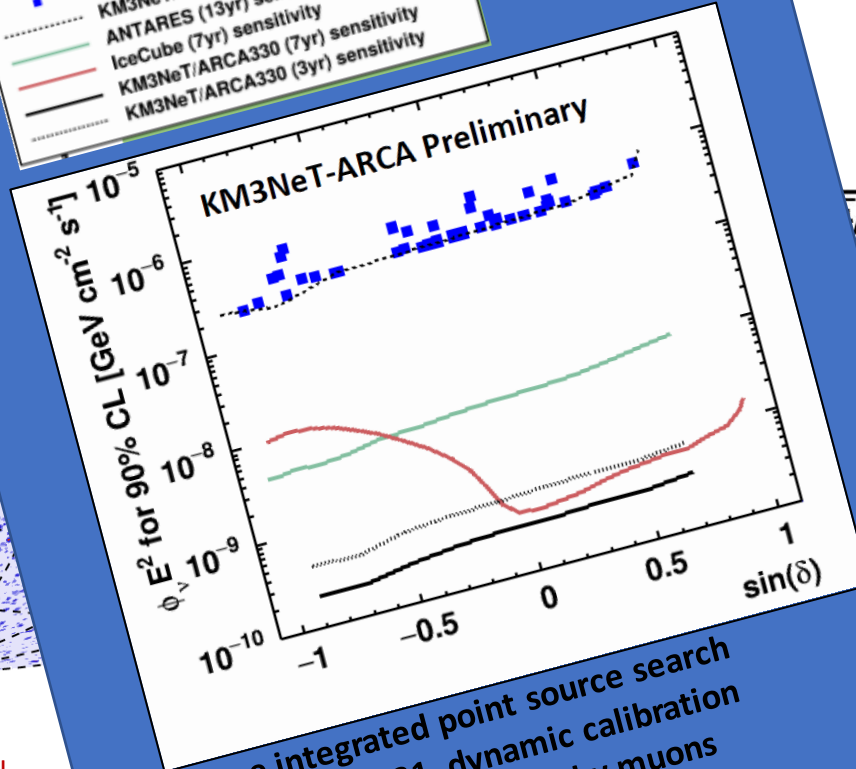 ANTARES (13yr) sensitivity
IceCube (7yr) sensitivity
KM3NeT/ARCA330 (7yr) sensitivity
KM3NeT/ARCA330 (3yr) sensitivity
KM3NeT-ARCA Preliminary
ϕᵥ E² for 90% CL [GeV cm⁻² s⁻¹]
10⁻⁵
10⁻⁶
10⁻⁷
10⁻⁸
10⁻⁹
10⁻¹⁰
−1 −0.5 0 0.5 1
sin(δ)
integrated point source search
dynamic calibration
muons